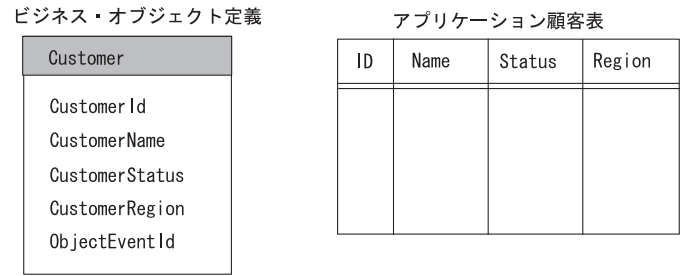 ビジネス・オブジェクト定義
Customer
CustomerId
CustomerName
CustomerStatus
CustomerRegion
ObjectEventId
アプリケーション顧客表
ID Name Status Region